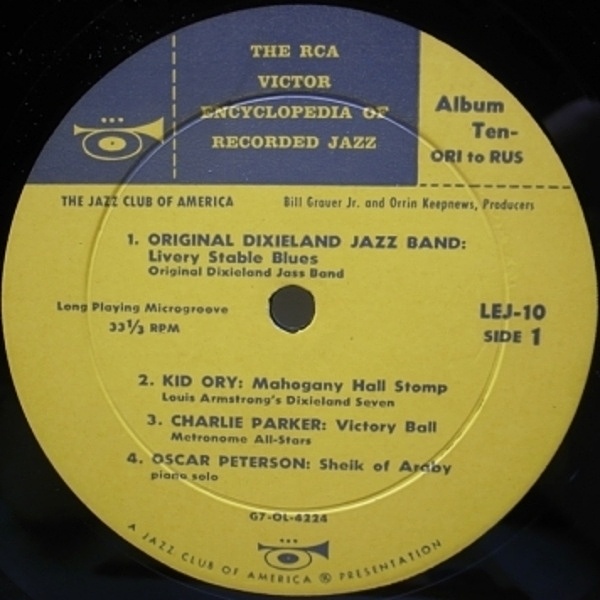 THE RCA
VICTOR
ENCYCLOPEDIA OF
RECORDED JAZZ
Album
Ten-
ORI to RUS
THE JAZZ CLUB OF AMERICA
Bill Grauer Jr. and Orrin Keepnews, Producers
1. ORIGINAL DIXIELAND JAZZ BAND:
Livery Stable Blues
Original Dixieland Jass Band
Long Playing Microgroove
33⅓ RPM
LEJ-10
SIDE 1
2. KID ORY: Mahogany Hall Stomp
Louis Armstrong's Dixieland Seven
3. CHARLIE PARKER: Victory Ball
Metronome All-Stars
4. OSCAR PETERSON: Sheik of Araby
piano solo
G7-OL-4224
A JAZZ CLUB OF AMERICA ® PRESENTATION